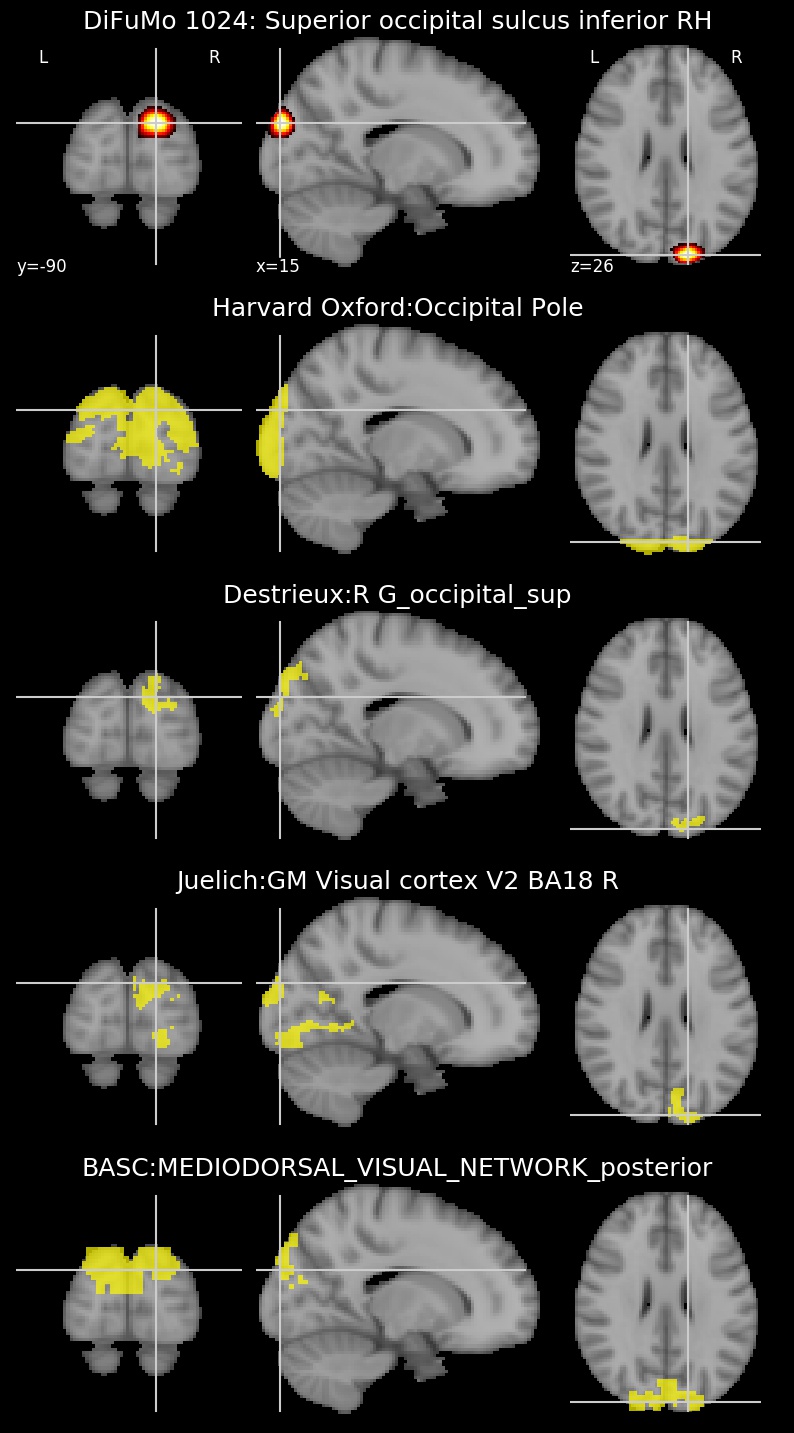 DiFuMo 1024: Superior occipital sulcus inferior RH
L R L R
y=-90 x=15 z=26
Harvard Oxford:Occipital Pole
Destrieux:R G_occipital_sup
Juelich:GM Visual cortex V2 BA18 R
BASC:MEDIODORSAL_VISUAL_NETWORK_posterior